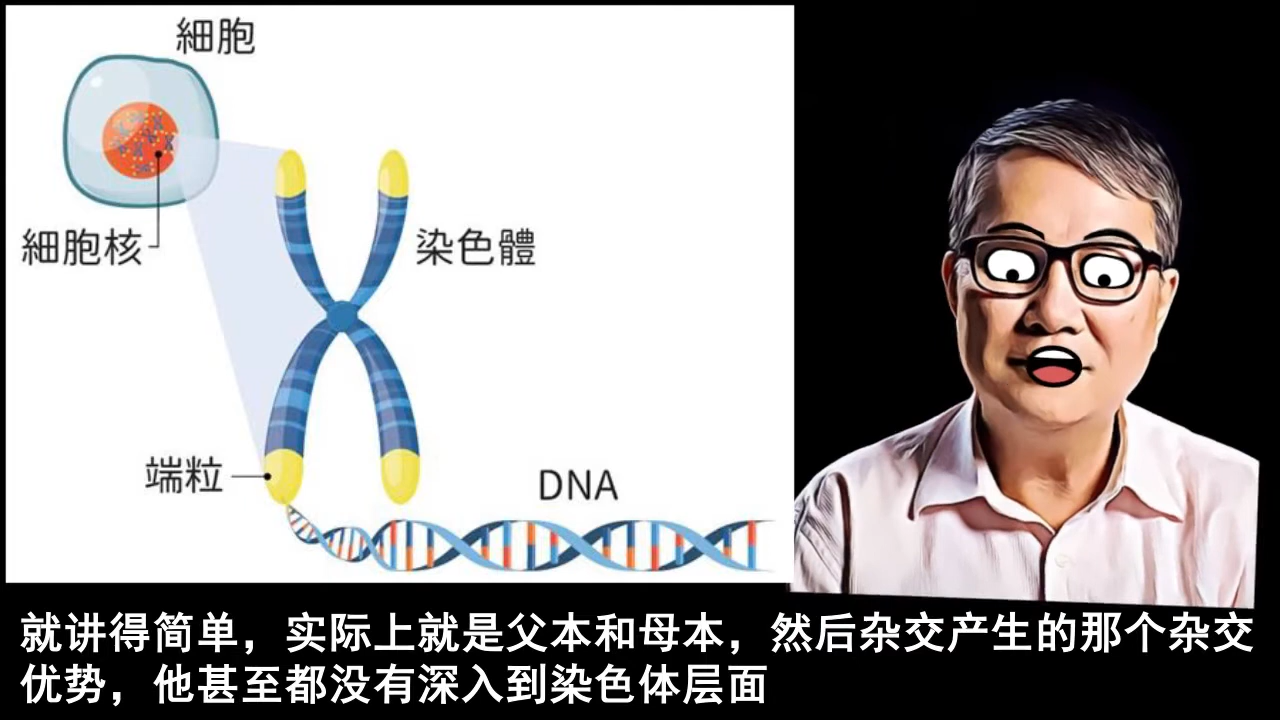 細胞
細胞核
染色體
端粒
DNA
就讲得简单，实际上就是父本和母本，然后杂交产生的那个杂交
优势，他甚至都没有深入到染色体层面